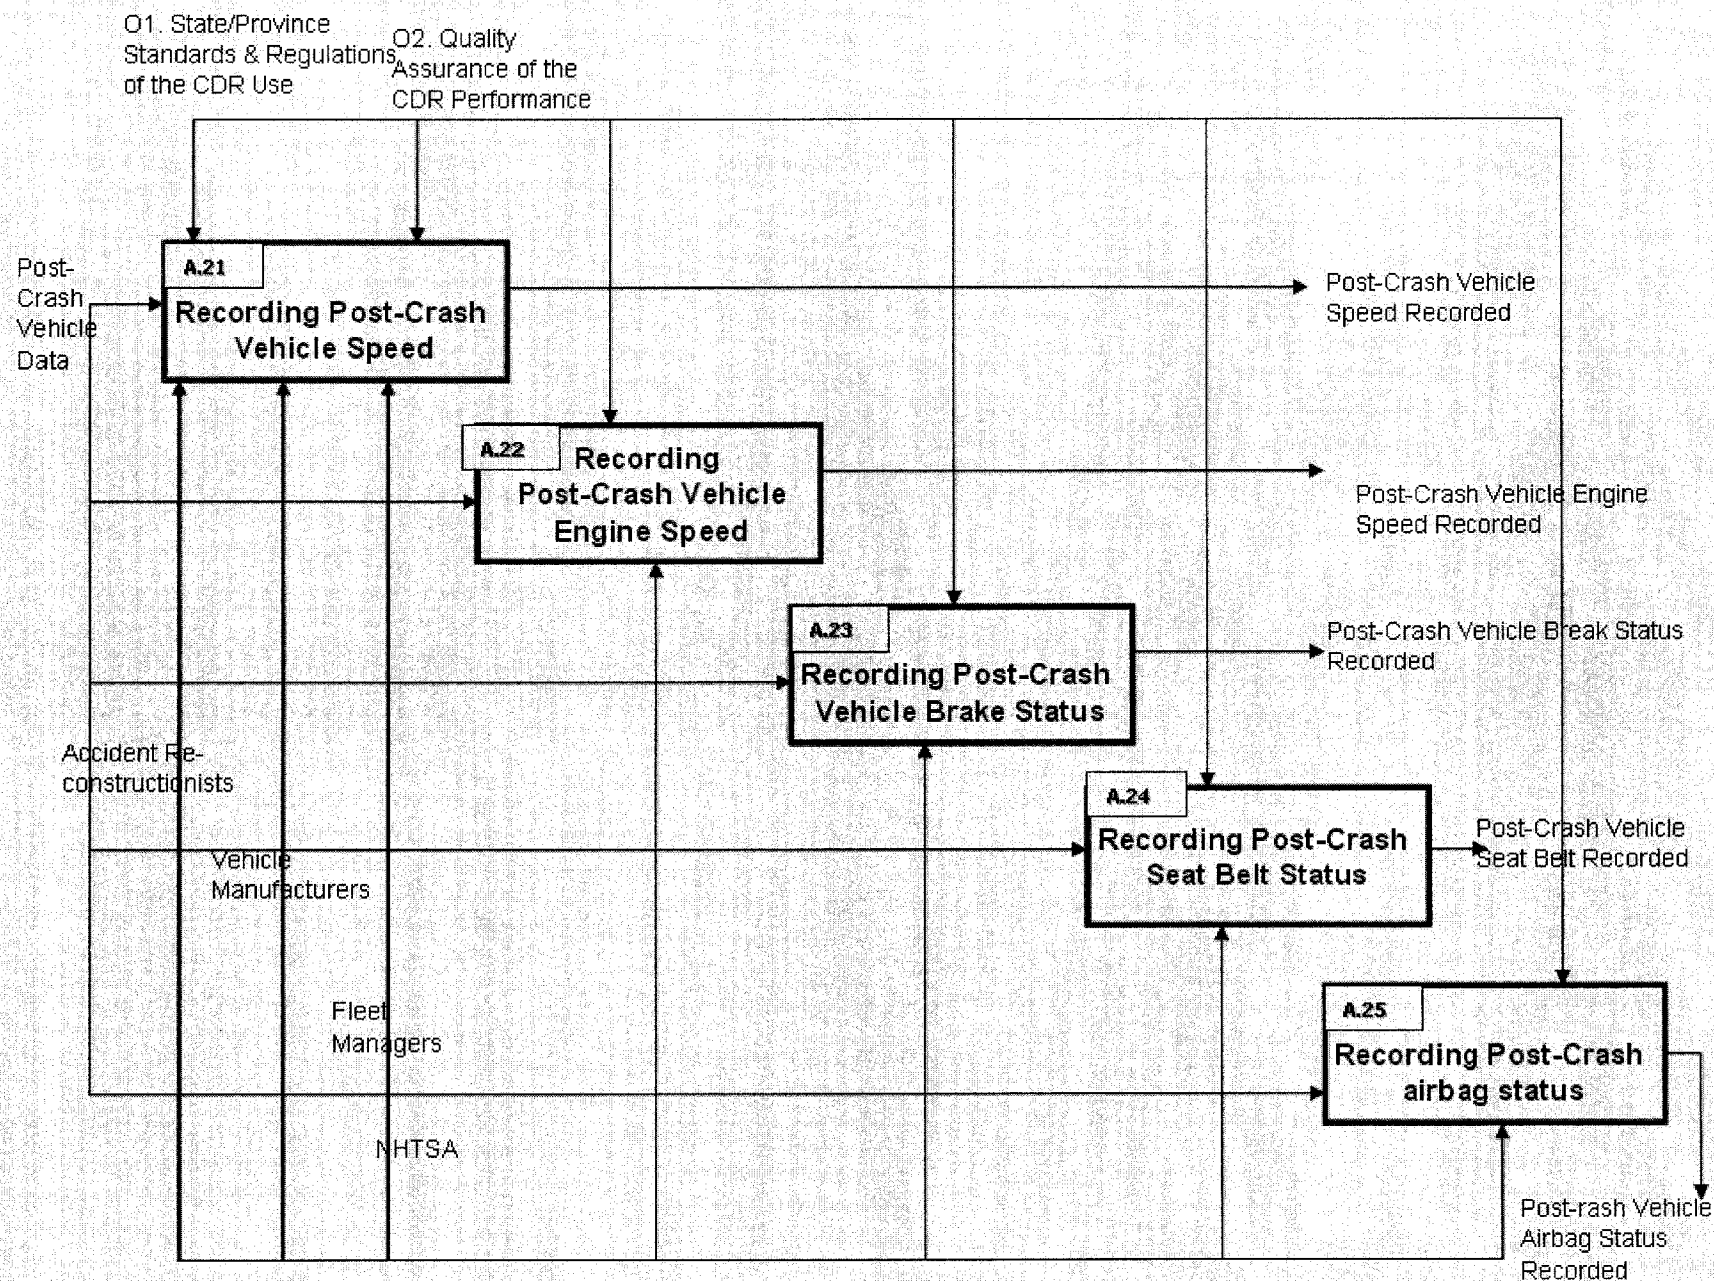 O1. State/Province
Standards & Regulations
of the CDR Use
O2. Quality
Assurance of the
CDR Performance
Post-
Crash
Vehicle
Data
A.21
Recording Post-Crash
Vehicle Speed
Post-Crash Vehicle
Speed Recorded
A.22
Recording
Post-Crash Vehicle
Engine Speed
Post-Crash Vehicle Engine
Speed Recorded
A.23
Recording Post-Crash
Vehicle Brake Status
Post-Crash Vehicle Break Status
Recorded
Accident Re-
constructionists
A.24
Recording Post-Crash
Seat Belt Status
Post-Crash Vehicle
Seat Belt Recorded
Vehicle
Manufacturers
Fleet
Managers
A.25
Recording Post-Crash
airbag status
NHTSA
Post-rash Vehicle
Airbag Status
Recorded